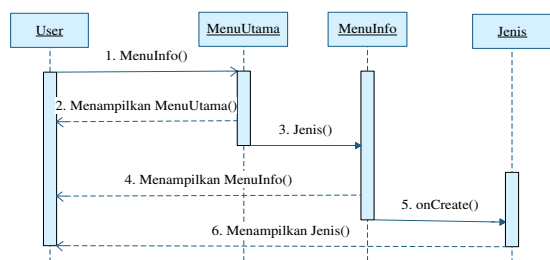 User
MenuUtama
MenuInfo
Jenis
1. MenuInfo()
2. Menampilkan MenuUtama()
3. Jenis()
4. Menampilkan MenuInfo()
5. onCreate()
6. Menampilkan Jenis()